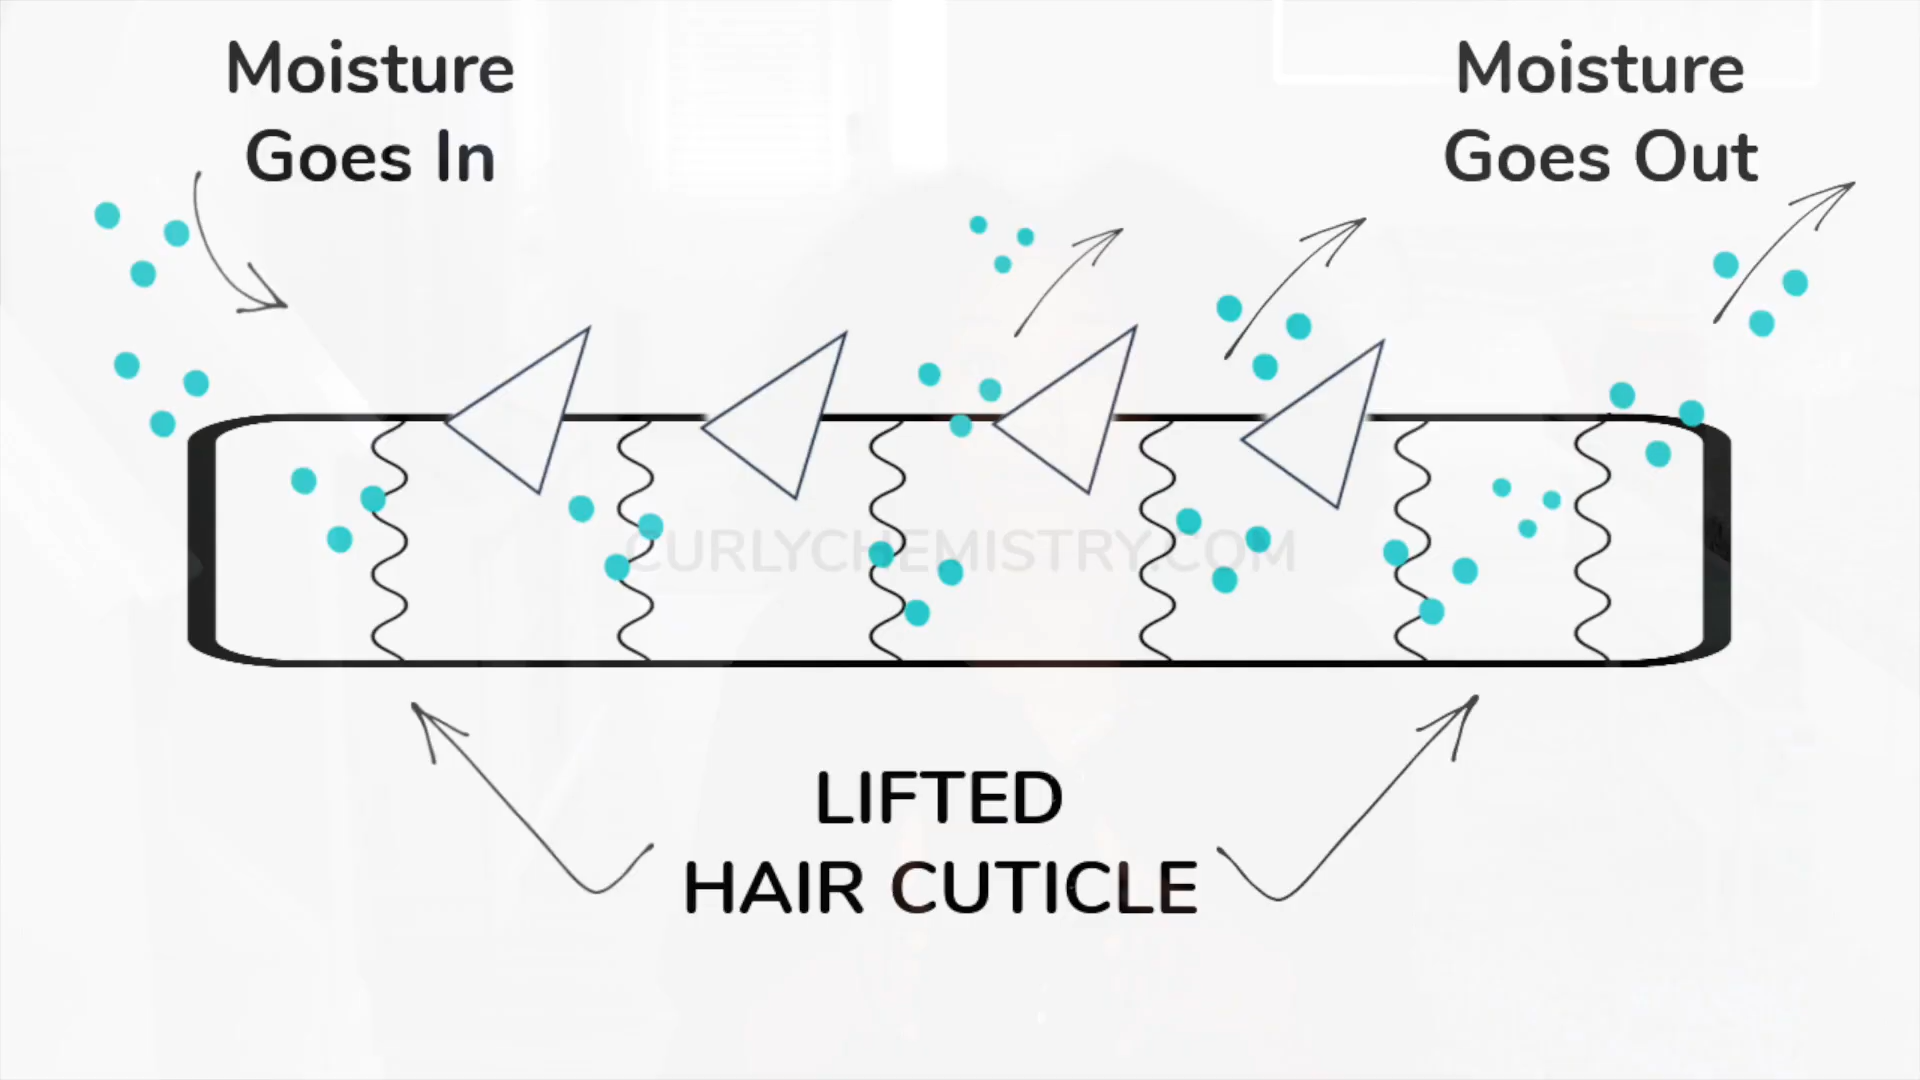 Moisture
Goes In
Moisture
Goes Out
CURLYCHEMISTRY.COM
LIFTED
HAIR CUTICLE